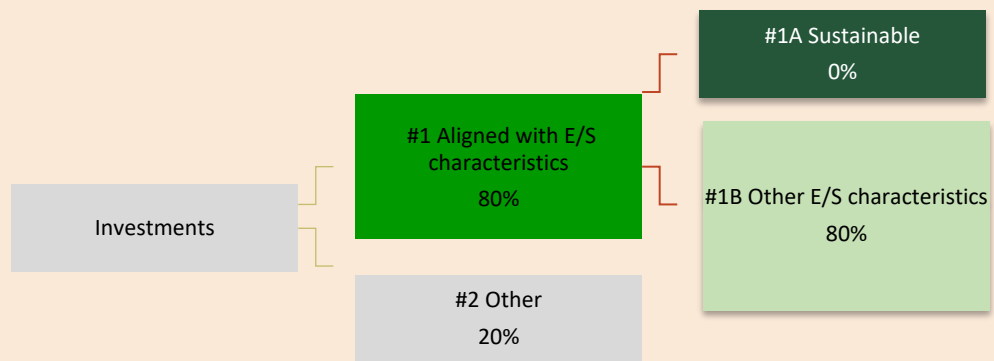 Investments
#1 Aligned with E/S
characteristics
80%
#2 Other
20%
#1A Sustainable
0%
#1B Other E/S characteristics
80%